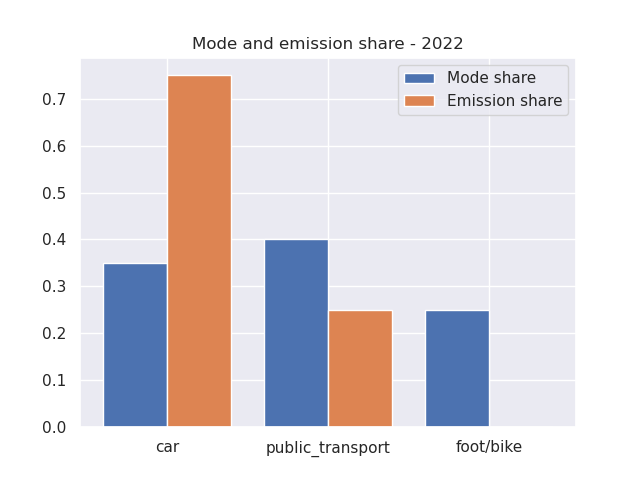 Mode and emission share - 2022
Mode share
Emission share
0.7
0.6
0.5
0.4
0.3
0.2
0.1
0.0
car public_transport foot/bike